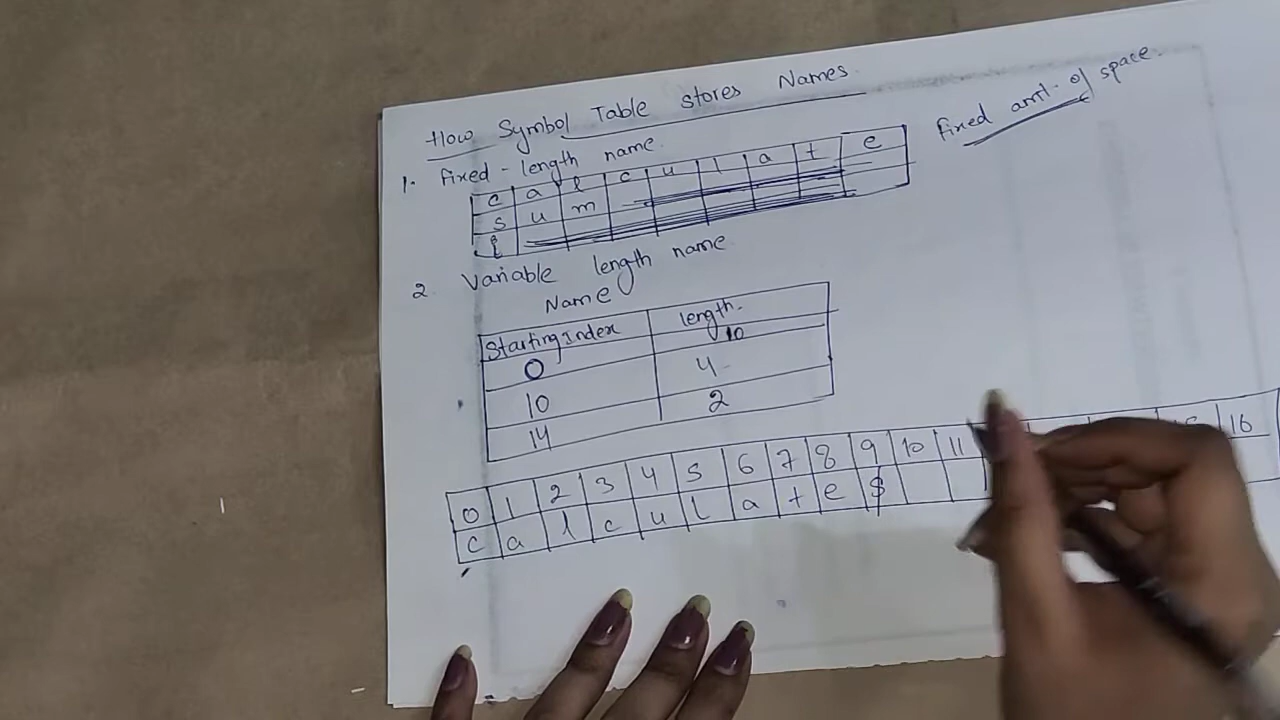 How Symbol Table stores Names
1. Fixed-length name.
c a l c u l a t e
s u m
Fixed amt. of space.
2. Variable length name
Name
Starting Index length.
0 10
10 4
14 2
0 1 2 3 4 5 6 7 8 9 10 11 16
c a l c u l a t e $